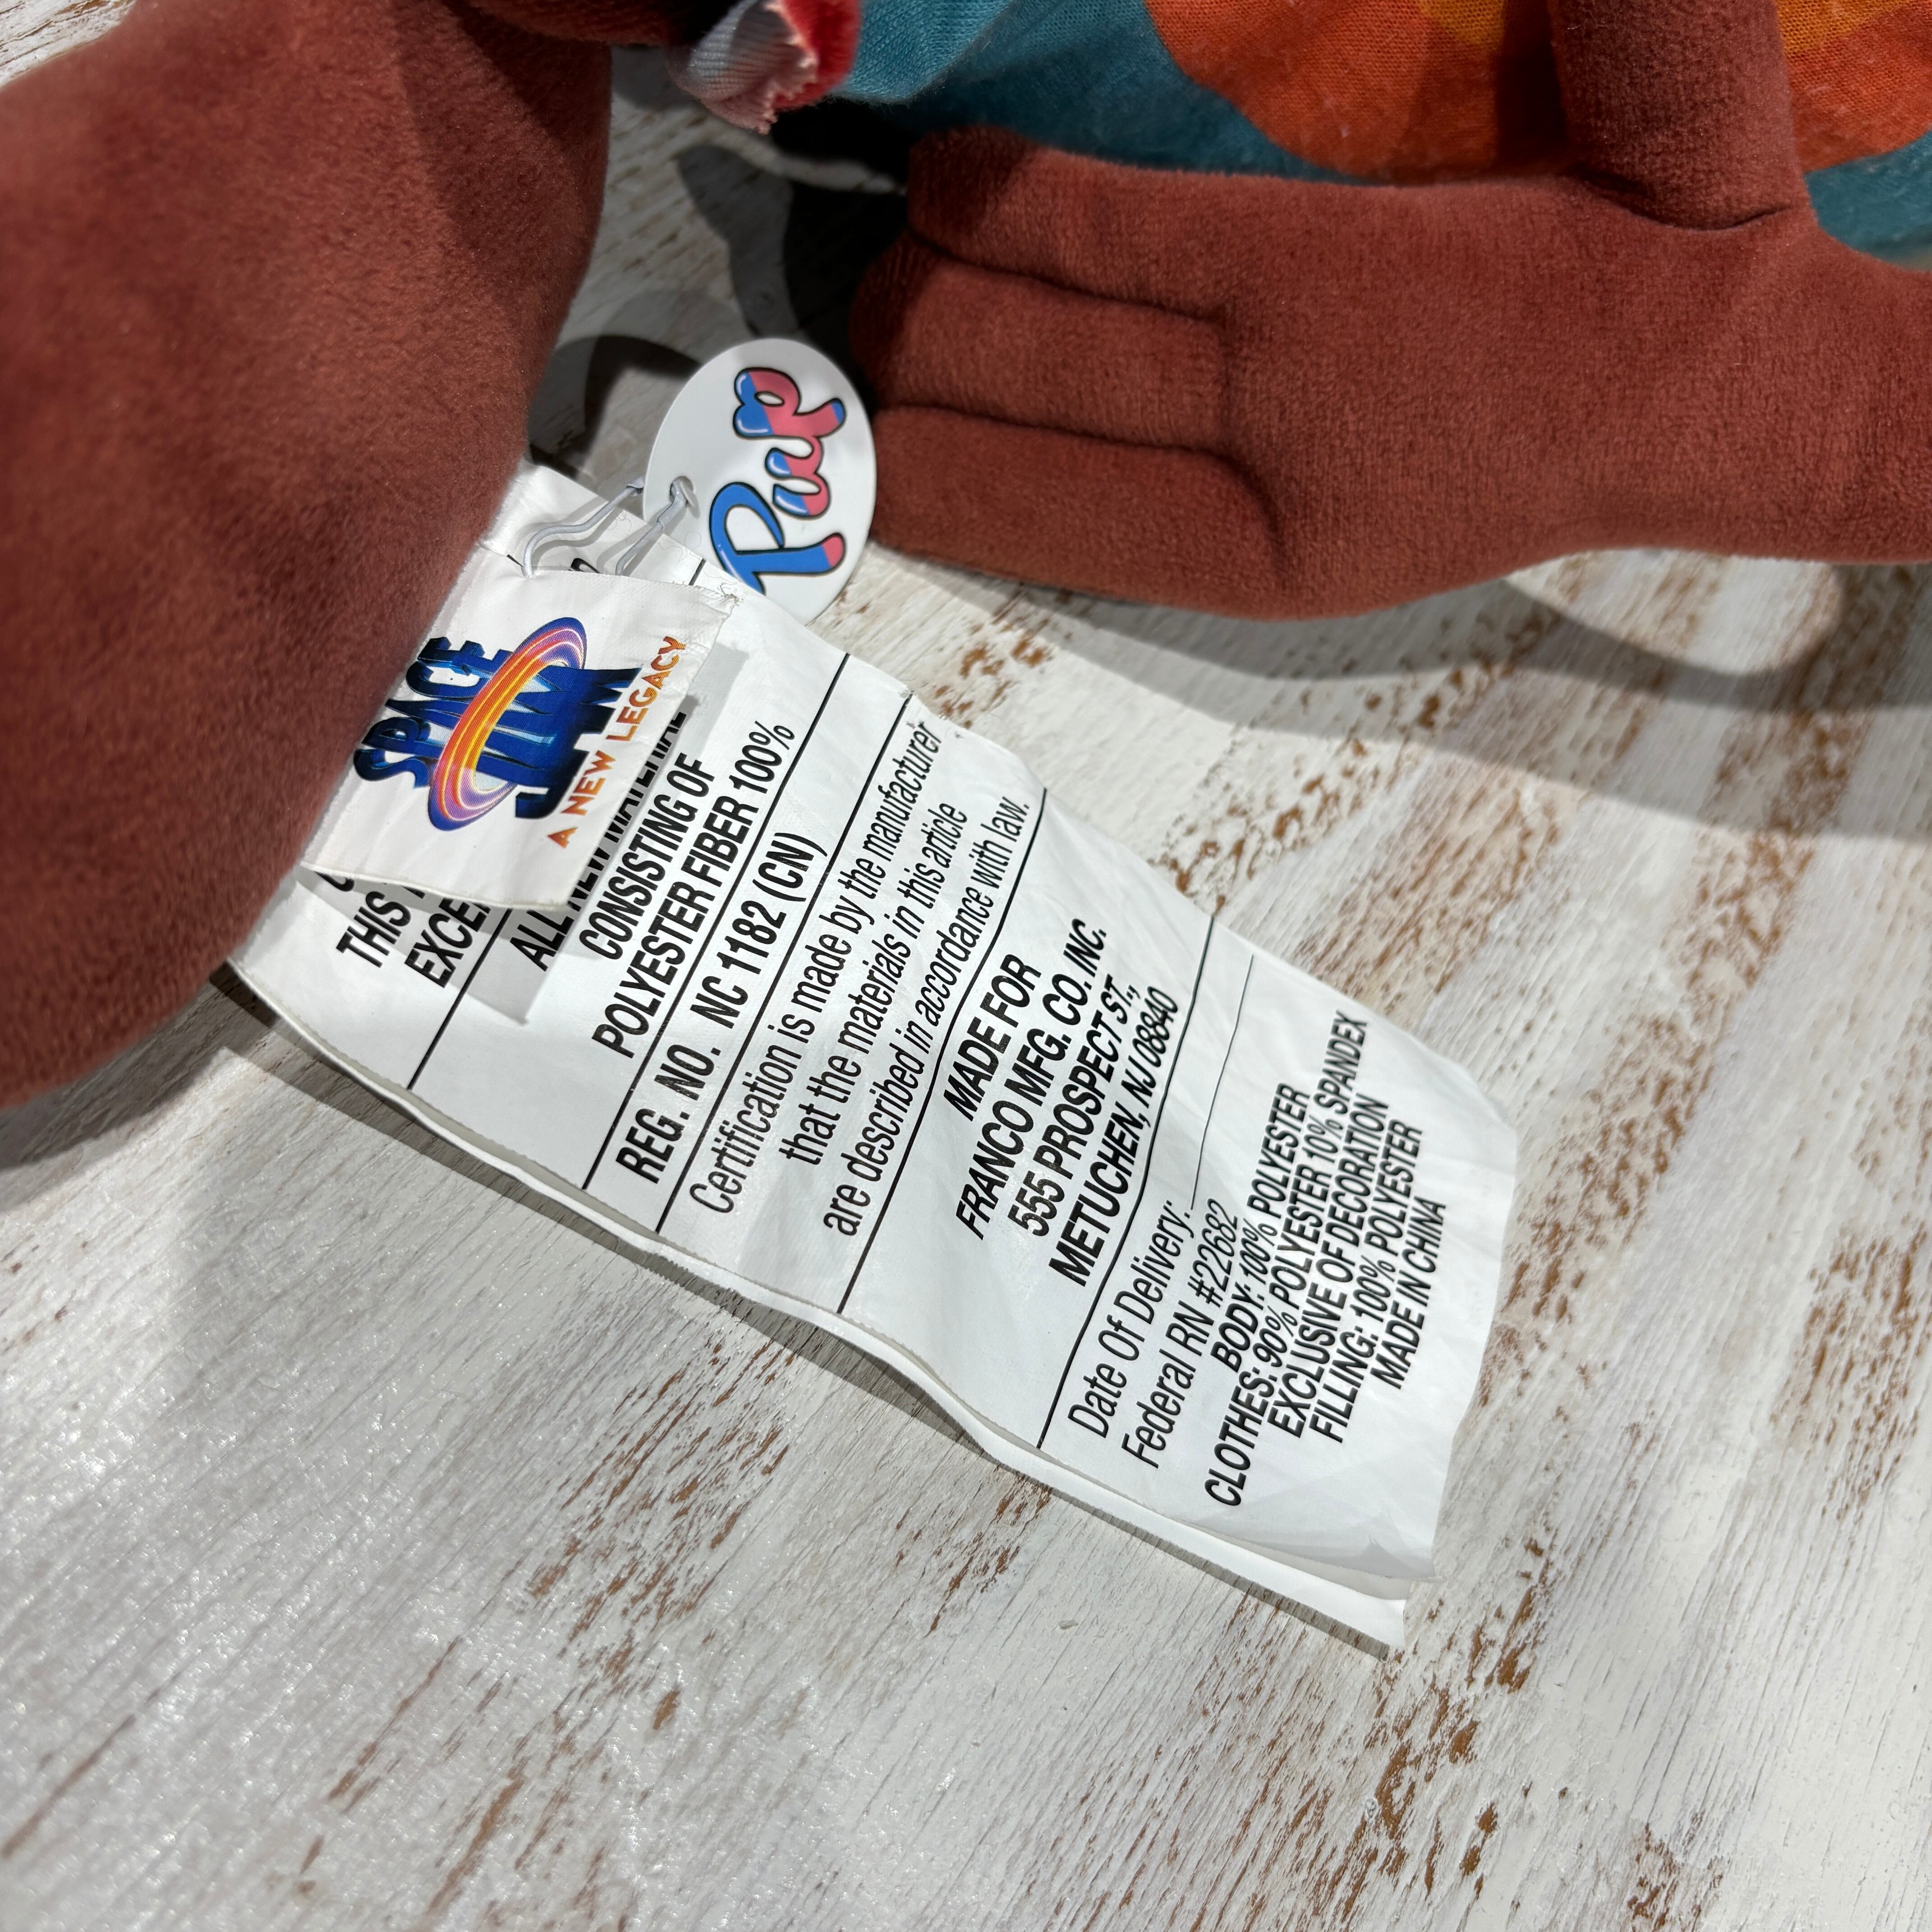 Pwp
SPACE
JAM
A NEW LEGACY
THIS
ALL NEW MATERIAL
CONSISTING OF
POLYESTER FIBER 100%
REG. NO. NC 1182 (CN)
Certification is made by the manufacturer
that the materials in this article
are described in accordance with law.
MADE FOR
FRANCO MFG. CO. INC.
555 PROSPECT ST.,
METUCHEN, NJ 08840
Date Of Delivery:
Federal RN #22682
BODY: 100% POLYESTER
CLOTHES: 90% POLYESTER 10% SPANDEX
EXCLUSIVE OF DECORATION
FILLING: 100% POLYESTER
MADE IN CHINA